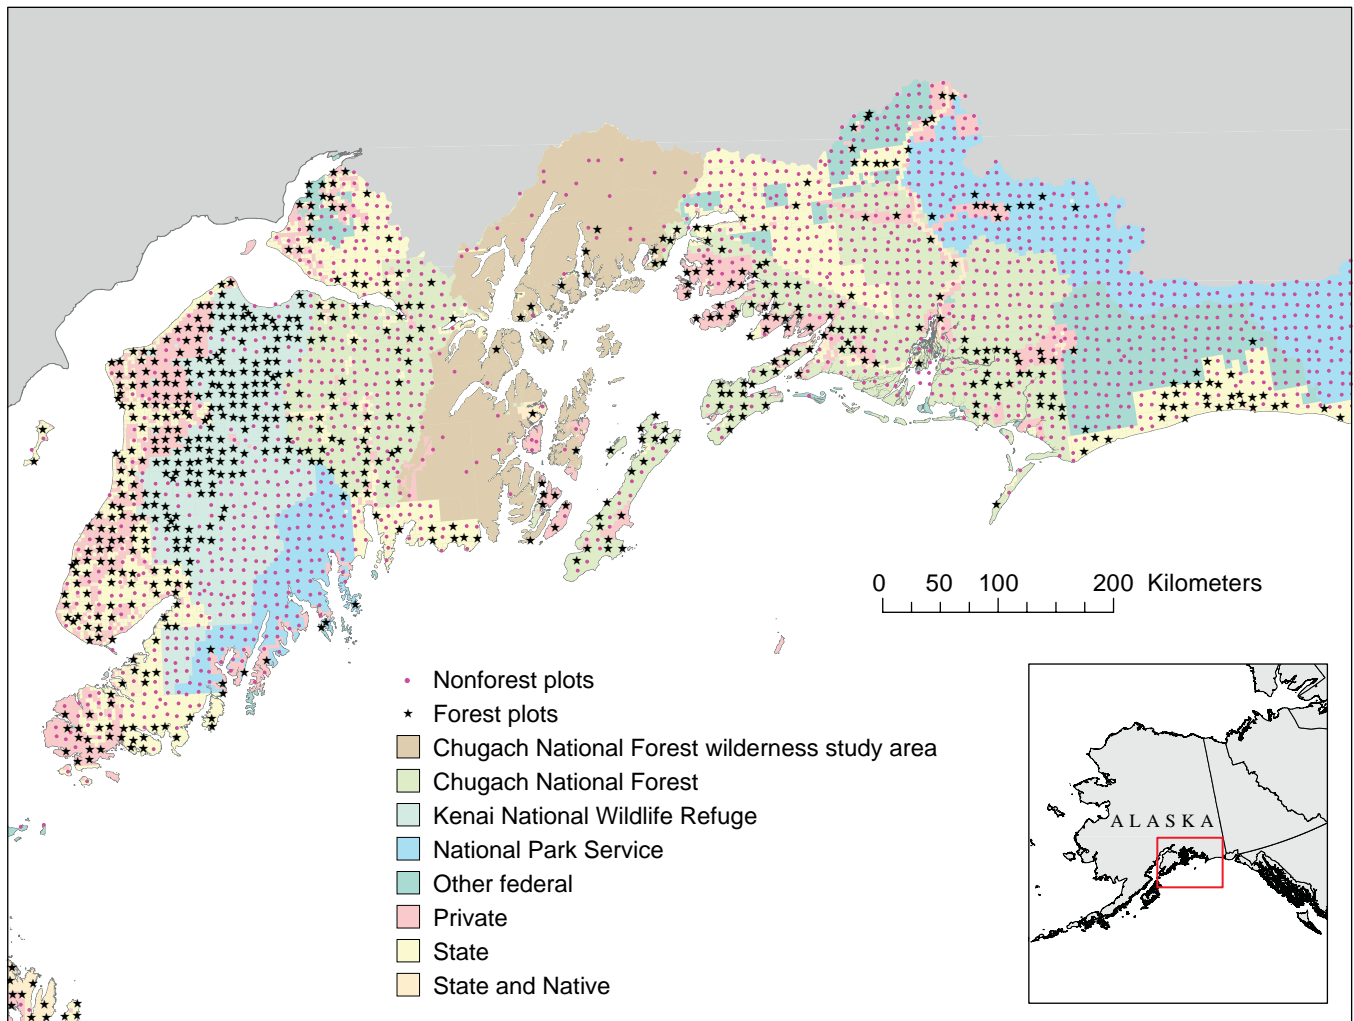 0 50 100 200 Kilometers
Nonforest plots
Forest plots
Chugach National Forest wilderness study area
Chugach National Forest
Kenai National Wildlife Refuge
National Park Service
Other federal
Private
State
State and Native
ALASKA